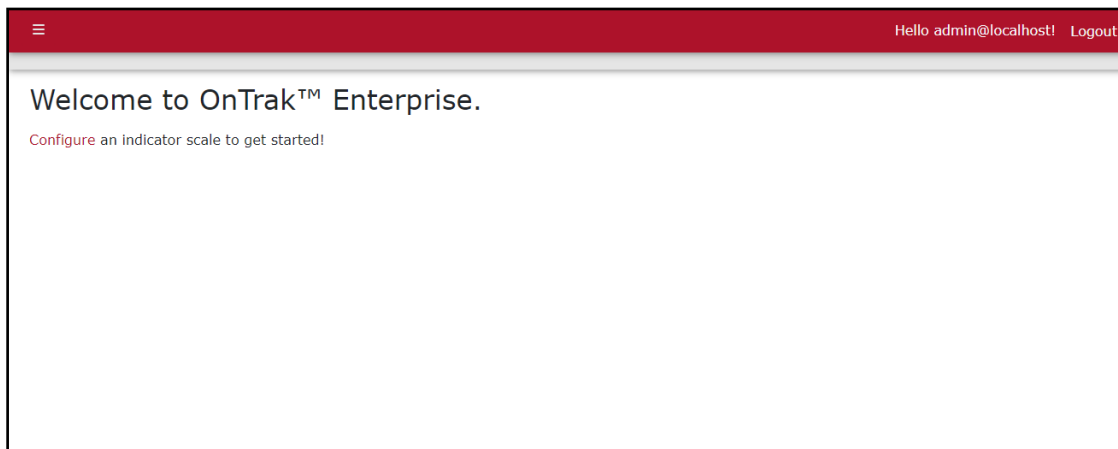 Hello admin@localhost! Logout
Welcome to OnTrak™ Enterprise.
Configure an indicator scale to get started!